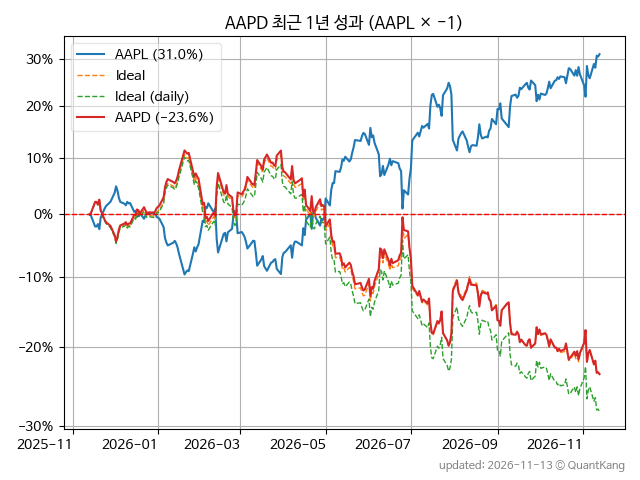 AAPD 최근 1년 성과 (AAPL × −1)
AAPL (31.0%)
Ideal
Ideal (daily)
AAPD (−23.6%)
30%
20%
10%
0%
−10%
−20%
−30%
2025-11 2026-01 2026-03 2026-05 2026-07 2026-09 2026-11
updated: 2026-11-13 © QuantKang